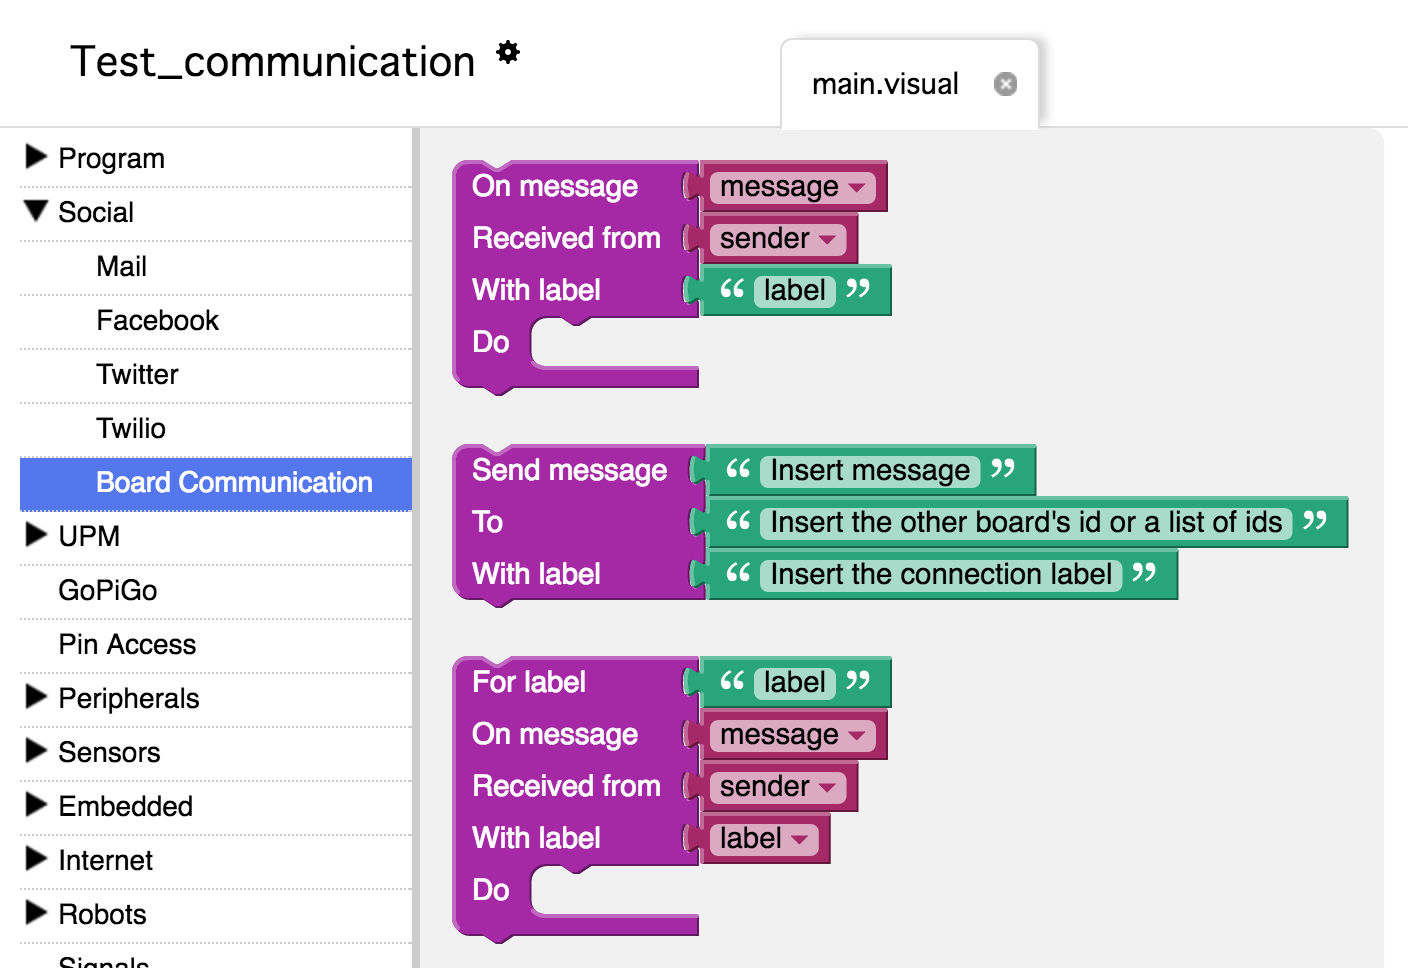 Test_communication
main.visual
Program
Social
Mail
Facebook
Twitter
Twilio
Board Communication
UPM
GoPiGo
Pin Access
Peripherals
Sensors
Embedded
Internet
Robots
Signals
On message message
Received from sender
With label “ label ”
Do
Send message “ Insert message ”
To “ Insert the other board's id or a list of ids ”
With label “ Insert the connection label ”
For label “ label ”
On message message
Received from sender
With label label
Do